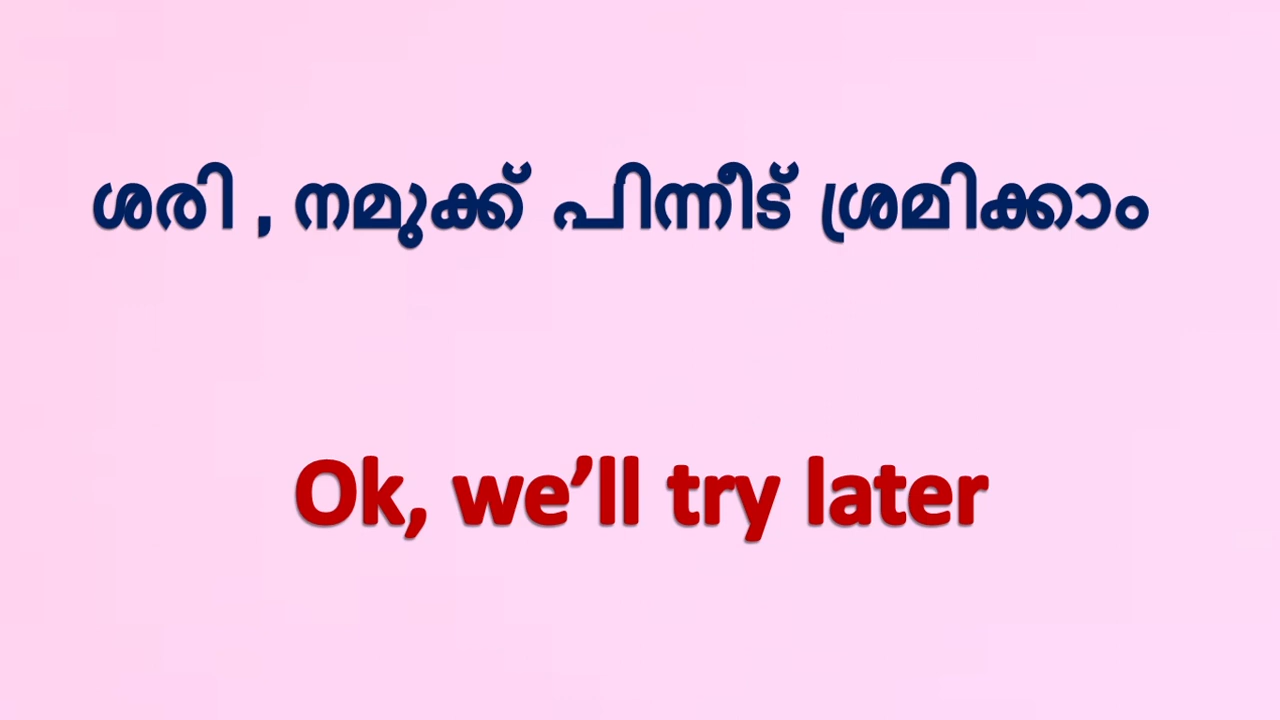 ശരി , നമുക്ക് പിന്നീട് ശ്രമിക്കാം
Ok, we’ll try later